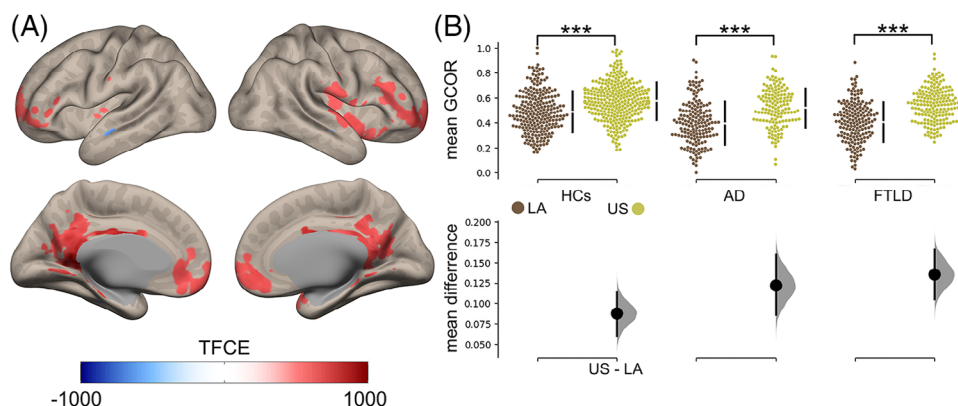 (A)
TFCE
-1000 1000
(B)
*** *** ***
mean GCOR
1.0
0.8
0.6
0.4
0.2
0.0
HCs AD FTLD
LA US
mean differrence
0.200
0.175
0.150
0.125
0.100
0.075
0.050
US - LA